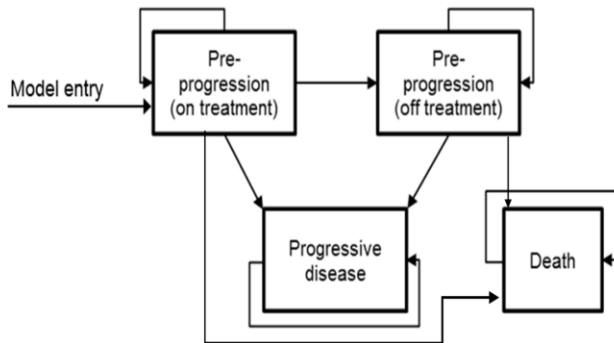 Model entry
Pre-
progression
(on treatment)
Pre-
progression
(off treatment)
Progressive
disease
Death